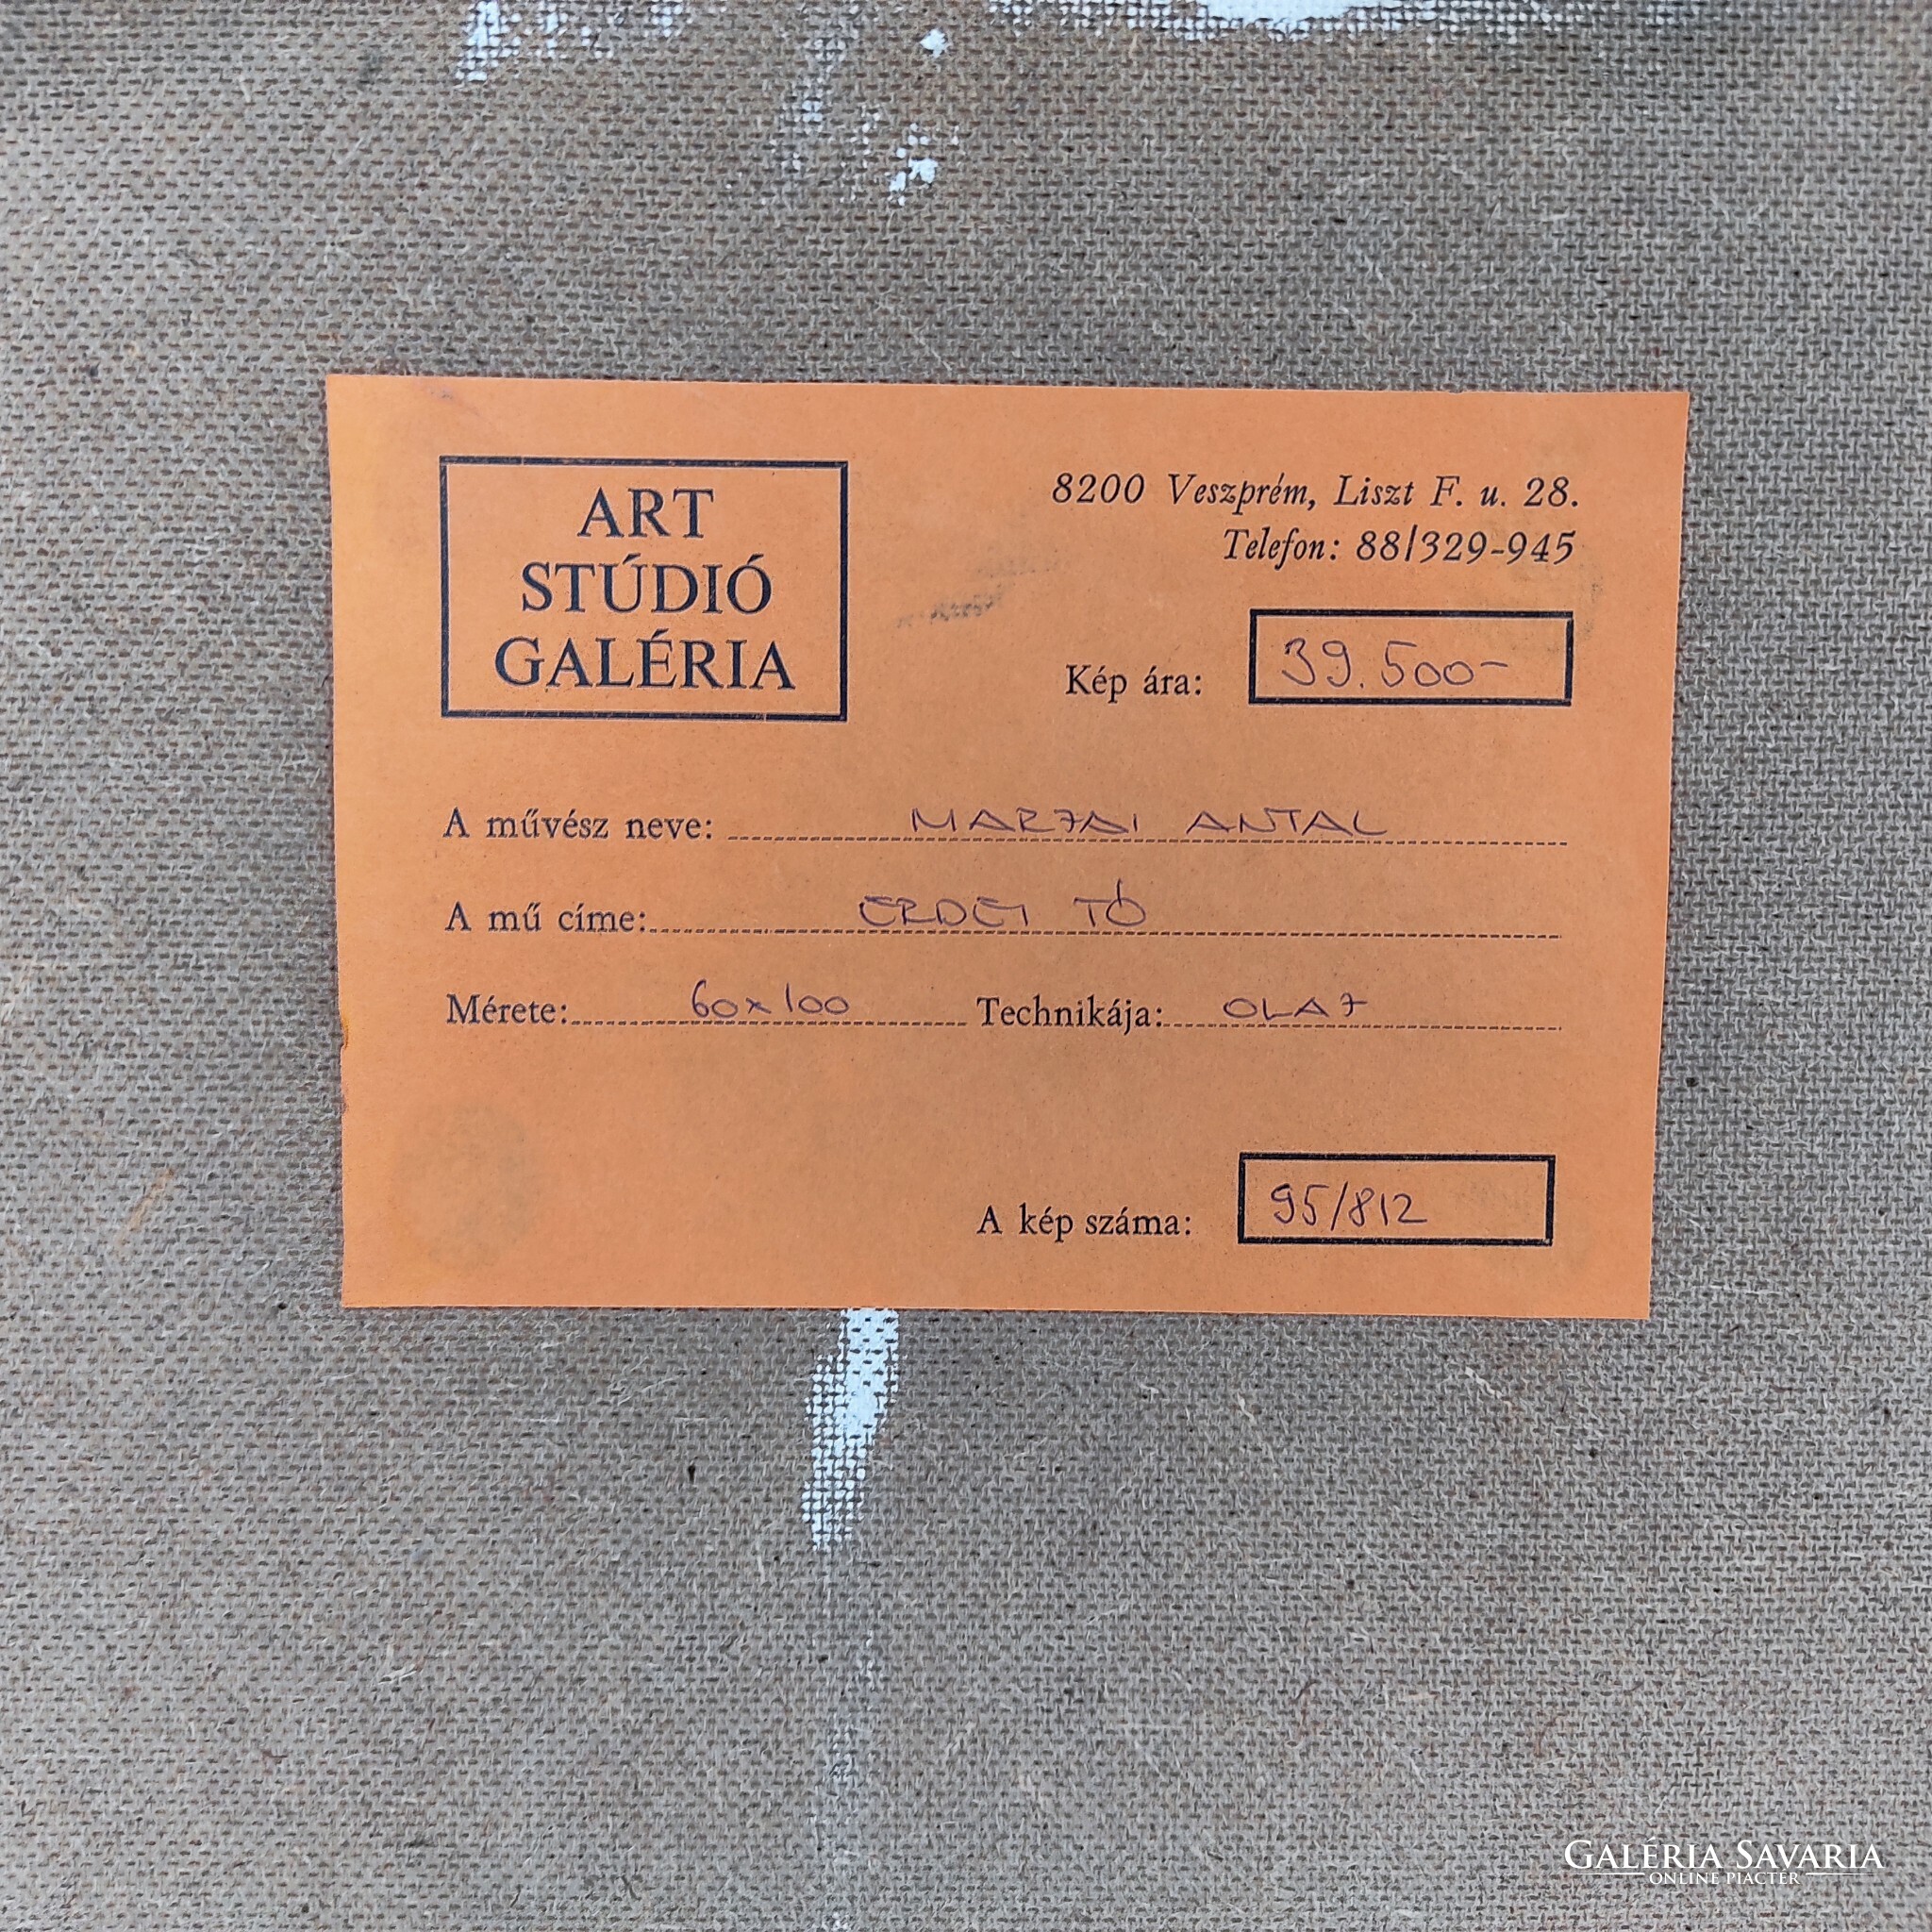 ART
STÚDIÓ
GALÉRIA
8200 Veszprém, Liszt F. u. 28.
Telefon: 88/329-945
Kép ára: 39.500-
A művész neve: MARJAI ANTAL
A mű címe: ERDEI TÓ
Mérete: 60x100 Technikája: OLAJ
A kép száma: 95/812
GALÉRIA SAVARIA
ONLINE PIACTÉR